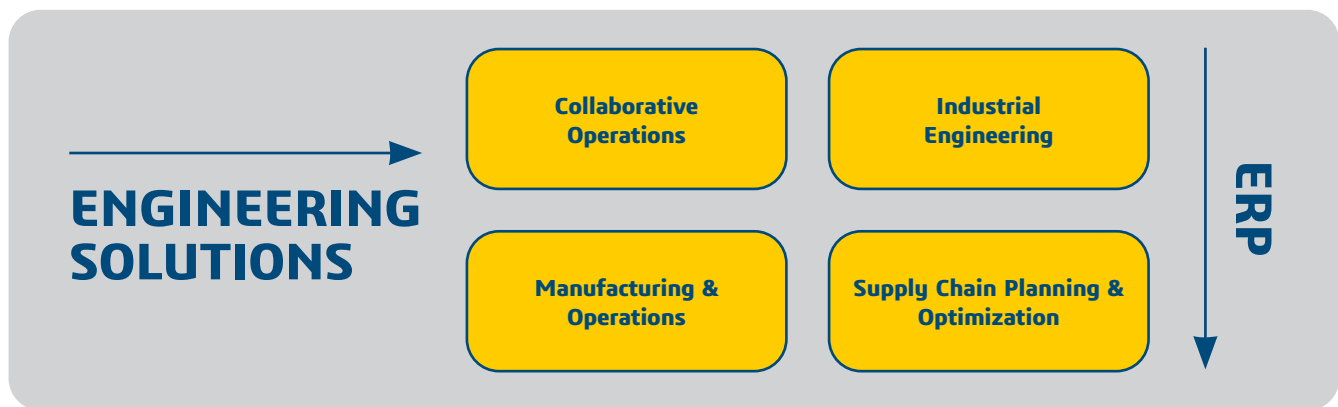 ENGINEERING
SOLUTIONS
Collaborative
Operations
Industrial
Engineering
Manufacturing &
Operations
Supply Chain Planning &
Optimization
ERP